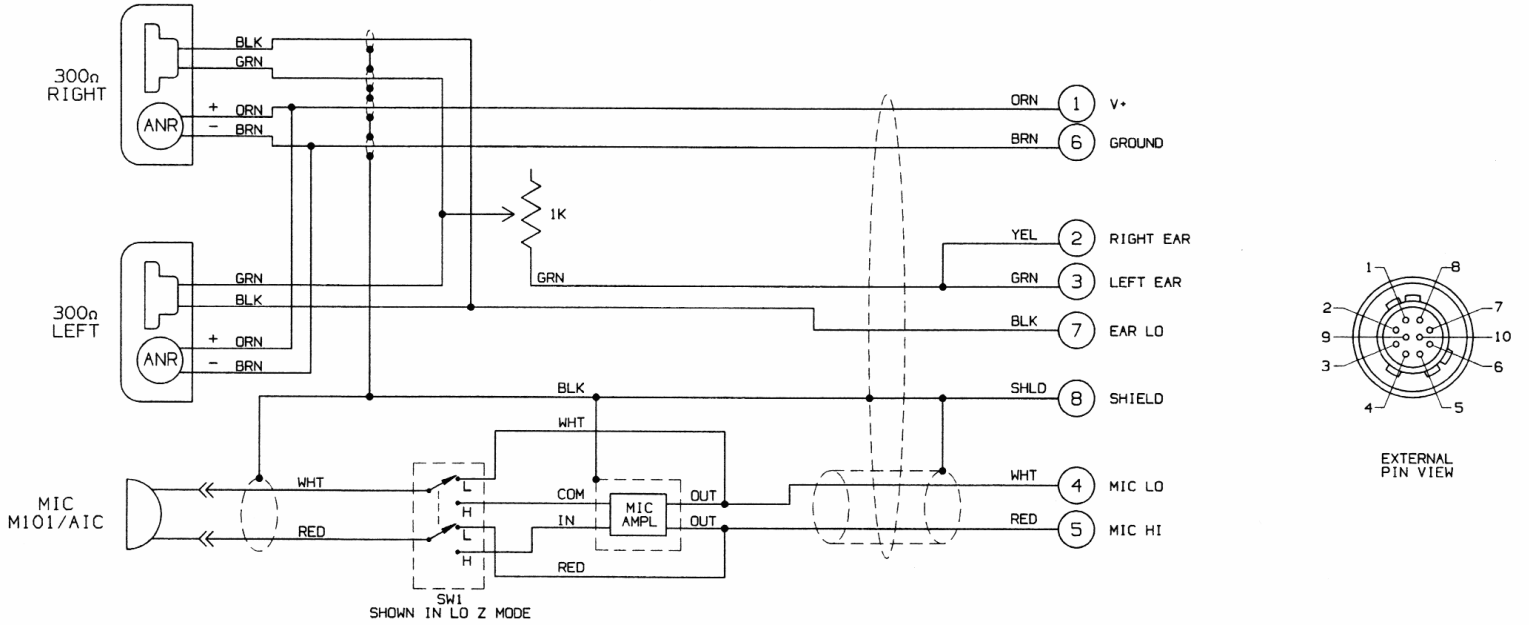 300Ω
RIGHT
BLK
GRN
ANR
+
-
ORN
BRN
ORN
1
V+
BRN
6
GROUND
1K
YEL
2
RIGHT EAR
GRN
GRN
3
LEFT EAR
300Ω
LEFT
GRN
BLK
BLK
7
EAR LO
ANR
+
-
ORN
BRN
BLK
SHLD
8
SHIELD
WHT
MIC
M101/AIC
WHT
RED
L
H
L
H
SW1
SHOWN IN LO Z MODE
COM
IN
MIC
AMPL
OUT
OUT
RED
WHT
4
MIC LO
RED
5
MIC HI
1
8
2
7
9
10
3
6
4
5
EXTERNAL
PIN VIEW